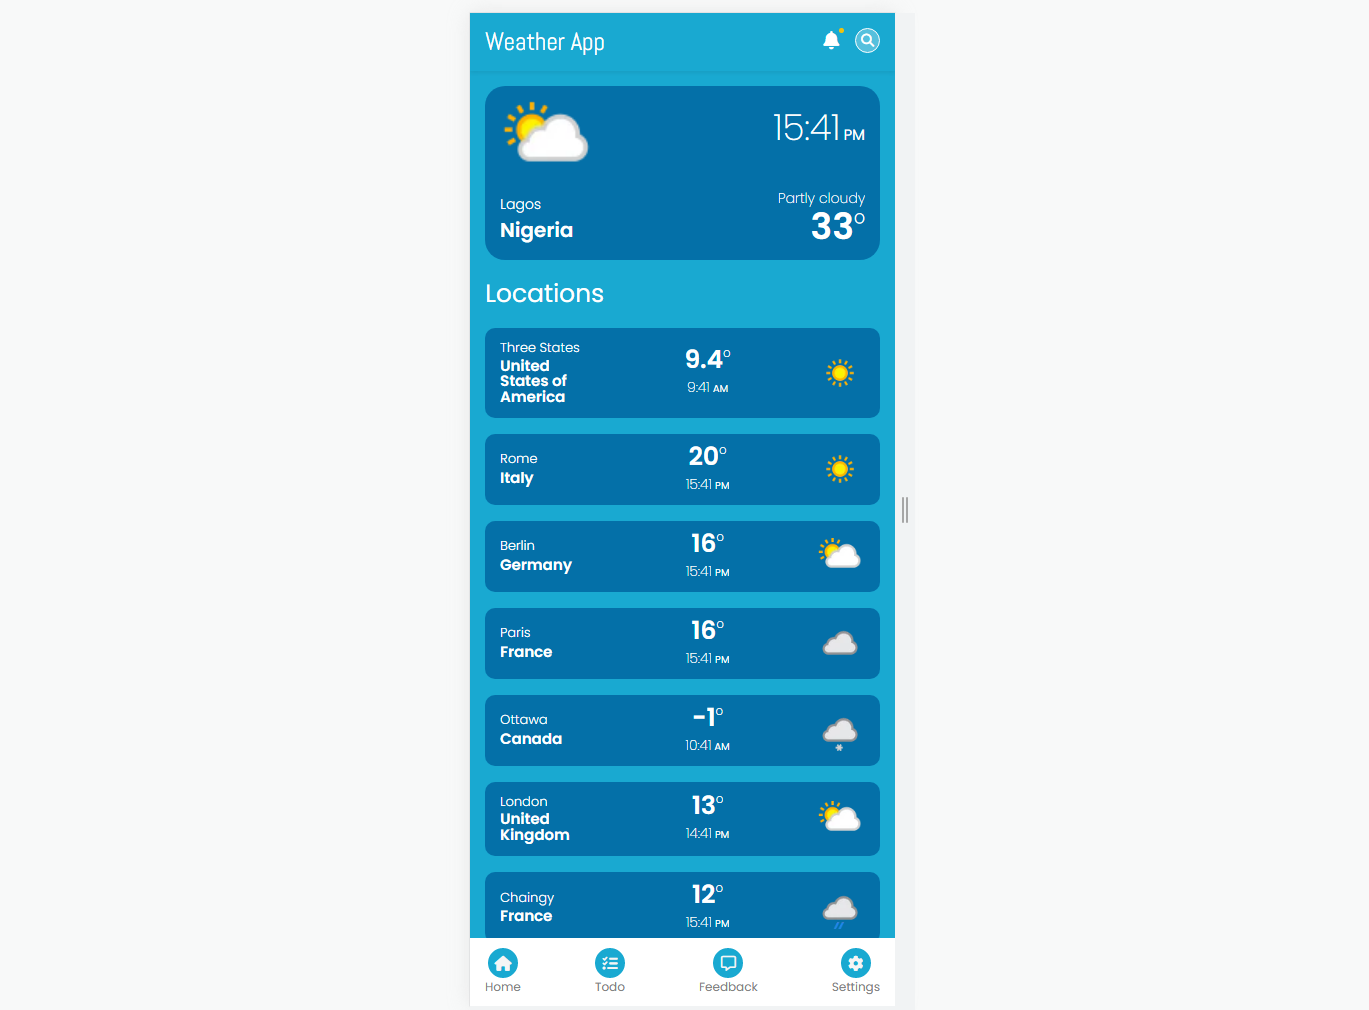 Weather App
15:41 PM
Lagos
Nigeria
Partly cloudy
33°
Locations
Three States
United
States of
America
9.4°
9:41 AM
Rome
Italy
20°
15:41 PM
Berlin
Germany
16°
15:41 PM
Paris
France
16°
15:41 PM
Ottawa
Canada
-1°
10:41 AM
London
United
Kingdom
13°
14:41 PM
Chaingy
France
12°
15:41 PM
Home
Todo
Feedback
Settings